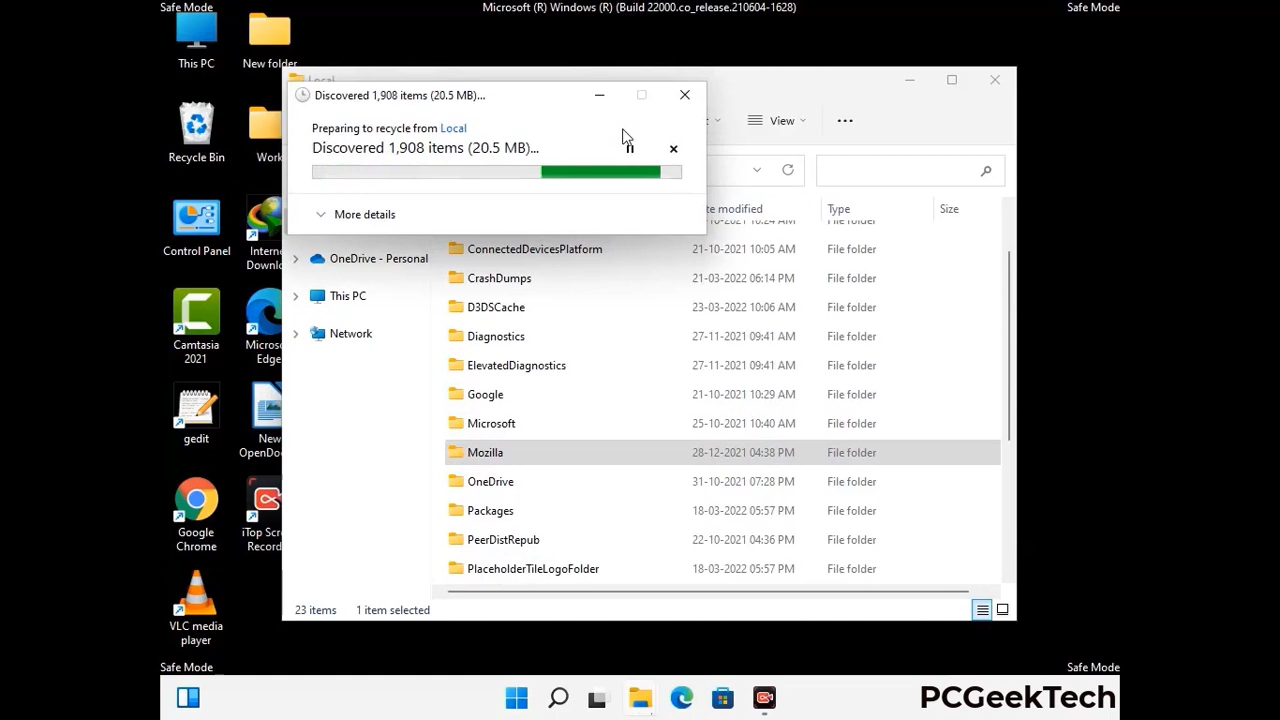 Safe Mode
Microsoft (R) Windows (R) (Build 22000.co_release.210604-1628)
Safe Mode
This PC
New folder
Recycle Bin
Work
Control Panel
Internet
Downlo
Camtasia
2021
Micros
Edge
gedit
New
OpenDo
Google
Chrome
iTop Scr
Record
VLC media
player
Local
Discovered 1,908 items (20.5 MB)...
Preparing to recycle from Local
Discovered 1,908 items (20.5 MB)...
More details
View
te modified
Type
Size
File folder
OneDrive - Personal
This PC
Network
ConnectedDevicesPlatform 21-10-2021 10:05 AM File folder
CrashDumps 21-03-2022 06:14 PM File folder
D3DSCache 23-03-2022 10:06 AM File folder
Diagnostics 27-11-2021 09:41 AM File folder
ElevatedDiagnostics 27-11-2021 09:41 AM File folder
Google 21-10-2021 10:29 AM File folder
Microsoft 25-10-2021 10:40 AM File folder
Mozilla 28-12-2021 04:38 PM File folder
OneDrive 31-10-2021 07:28 PM File folder
Packages 18-03-2022 05:57 PM File folder
PeerDistRepub 22-10-2021 04:36 PM File folder
PlaceholderTileLogoFolder 18-03-2022 05:57 PM File folder
23 items
1 item selected
Safe Mode
Safe Mode
PCGeekTech